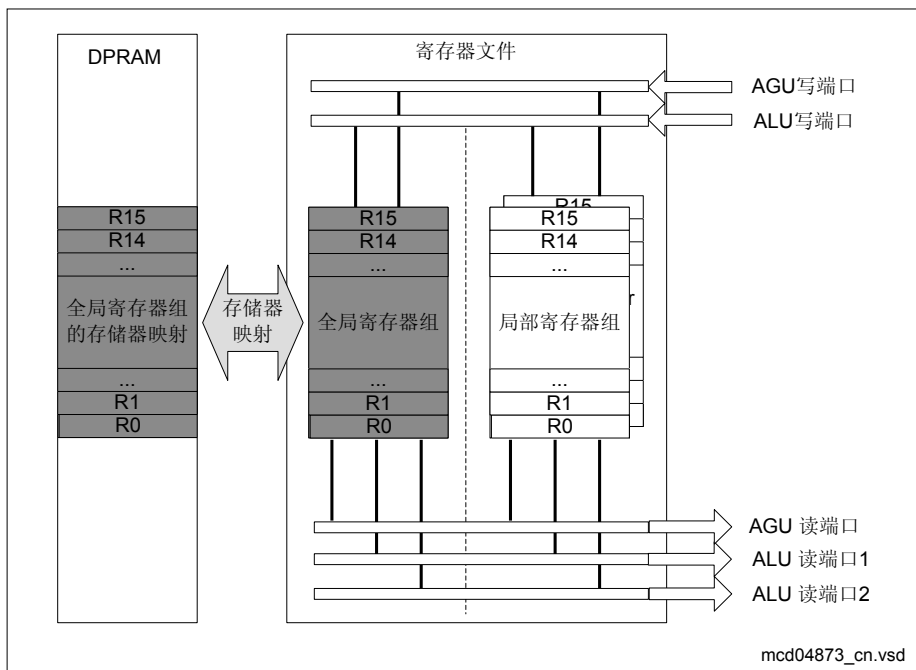 DPRAM
寄存器文件
AGU写端口
ALU写端口
R15
R14
...
全局寄存器组
的存储器映射
...
R1
R0
存储器
映射
R15
R14
...
全局寄存器组
...
R1
R0
R15
R15
R14
...
r
局部寄存器组
...
R1
R0
AGU 读端口
ALU 读端口1
ALU 读端口2
mcd04873_cn.vsd